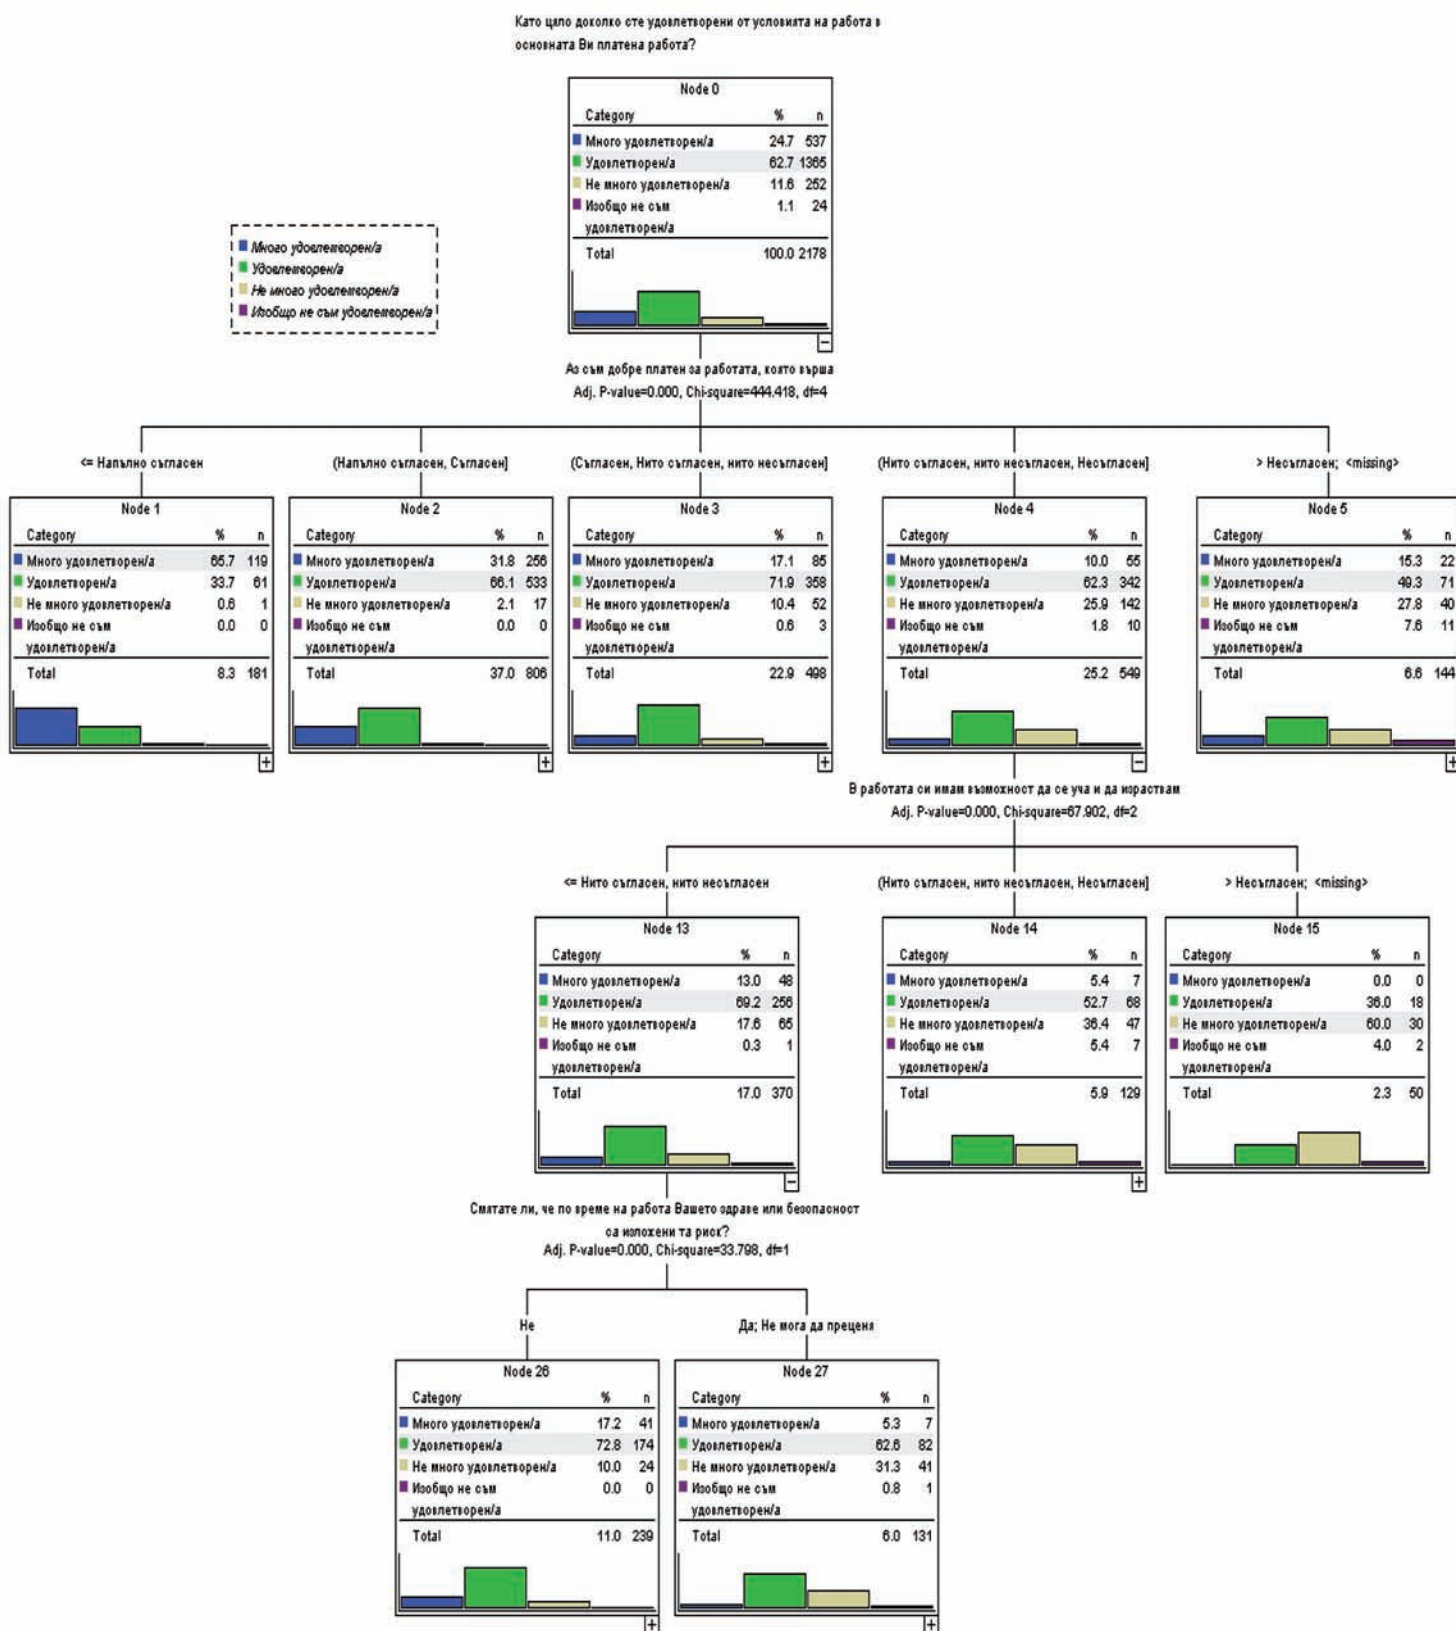 Като цяло доколко сте удовлетворени от условията на работа в
основната Ви платена работа?
Node 0
Category % n
Много удовлетворен/а 24.7 537
Удовлетворен/а 62.7 1365
Не много удовлетворен/а 11.6 252
Изобщо не съм 1.1 24
удовлетворен/а
Total 100.0 2178
Много удовлетворен/а
Удовлетворен/а
Не много удовлетворен/а
Изобщо не съм удовлетворен/а
Аз съм добре платен за работата, която върша
Adj. P-value=0.000, Chi-square=444.418, df=4
<= Напълно съгласен
Node 1
Category % n
Много удовлетворен/а 65.7 119
Удовлетворен/а 33.7 61
Не много удовлетворен/а 0.6 1
Изобщо не съм 0.0 0
удовлетворен/а
Total 8.3 181
(Напълно съгласен, Съгласен]
Node 2
Category % n
Много удовлетворен/а 31.8 256
Удовлетворен/а 66.1 533
Не много удовлетворен/а 2.1 17
Изобщо не съм 0.0 0
удовлетворен/а
Total 37.0 806
(Съгласен, Нито съгласен, нито несъгласен]
Node 3
Category % n
Много удовлетворен/а 17.1 85
Удовлетворен/а 71.9 358
Не много удовлетворен/а 10.4 52
Изобщо не съм 0.6 3
удовлетворен/а
Total 22.9 498
(Нито съгласен, нито несъгласен, Несъгласен]
Node 4
Category % n
Много удовлетворен/а 10.0 55
Удовлетворен/а 62.3 342
Не много удовлетворен/а 25.9 142
Изобщо не съм 1.8 10
удовлетворен/а
Total 25.2 549
> Несъгласен; <missing>
Node 5
Category % n
Много удовлетворен/а 15.3 22
Удовлетворен/а 49.3 71
Не много удовлетворен/а 27.8 40
Изобщо не съм 7.6 11
удовлетворен/а
Total 6.6 144
В работата си имам възможност да се уча и да израствам
Adj. P-value=0.000, Chi-square=67.902, df=2
<= Нито съгласен, нито несъгласен
Node 13
Category % n
Много удовлетворен/а 13.0 48
Удовлетворен/а 69.2 256
Не много удовлетворен/а 17.6 65
Изобщо не съм 0.3 1
удовлетворен/а
Total 17.0 370
(Нито съгласен, нито несъгласен, Несъгласен]
Node 14
Category % n
Много удовлетворен/а 5.4 7
Удовлетворен/а 52.7 68
Не много удовлетворен/а 36.4 47
Изобщо не съм 5.4 7
удовлетворен/а
Total 5.9 129
> Несъгласен; <missing>
Node 15
Category % n
Много удовлетворен/а 0.0 0
Удовлетворен/а 36.0 18
Не много удовлетворен/а 60.0 30
Изобщо не съм 4.0 2
удовлетворен/а
Total 2.3 50
Смятате ли, че по време на работа Вашето здраве или безопасност
са изложени та риск?
Adj. P-value=0.000, Chi-square=33.798, df=1
Не
Node 26
Category % n
Много удовлетворен/а 17.2 41
Удовлетворен/а 72.8 174
Не много удовлетворен/а 10.0 24
Изобщо не съм 0.0 0
удовлетворен/а
Total 11.0 239
Да; Не мога да преценя
Node 27
Category % n
Много удовлетворен/а 5.3 7
Удовлетворен/а 62.6 82
Не много удовлетворен/а 31.3 41
Изобщо не съм 0.8 1
удовлетворен/а
Total 6.0 131